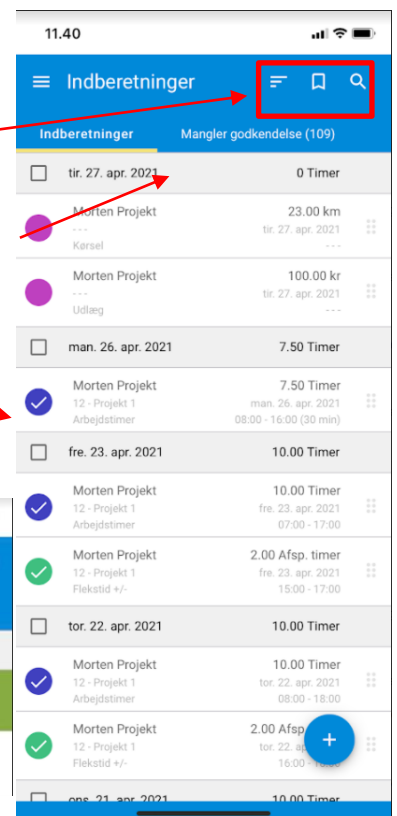 11.40
Indberetninger
Indberetninger Mangler godkendelse (109)
tir. 27. apr. 2021 0 Timer
Morten Projekt 23.00 km
--- tir. 27. apr. 2021
Kørsel ---
Morten Projekt 100.00 kr
--- tir. 27. apr. 2021
Udlæg ---
man. 26. apr. 2021 7.50 Timer
Morten Projekt 7.50 Timer
12 - Projekt 1 man. 26. apr. 2021
Arbejdstimer 08:00 - 16:00 (30 min)
fre. 23. apr. 2021 10.00 Timer
Morten Projekt 10.00 Timer
12 - Projekt 1 fre. 23. apr. 2021
Arbejdstimer 07:00 - 17:00
Morten Projekt 2.00 Afsp. timer
12 - Projekt 1 fre. 23. apr. 2021
Flekstid +/- 15:00 - 17:00
tor. 22. apr. 2021 10.00 Timer
Morten Projekt 10.00 Timer
12 - Projekt 1 tor. 22. apr. 2021
Arbejdstimer 08:00 - 18:00
Morten Projekt 2.00 Afsp.
12 - Projekt 1 tor. 22.
Flekstid +/- 16:00 -
ons. 21. apr. 2021 10.00 Timer